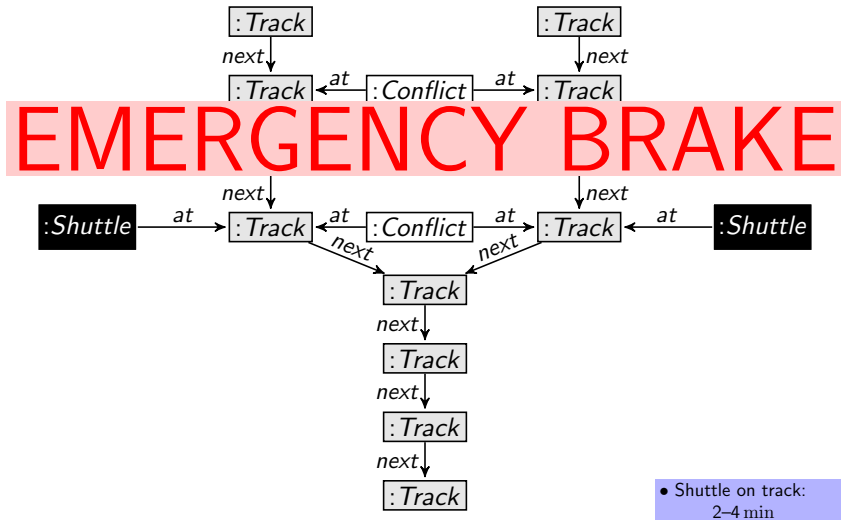 :Track :Track
next next
:Track at :Conflict at :Track
EMERGENCY BRAKE
next next
:Shuttle at :Track at :Conflict at :Track at :Shuttle
next next
:Track
next
:Track
next
:Track
next
:Track
• Shuttle on track:
2–4 min